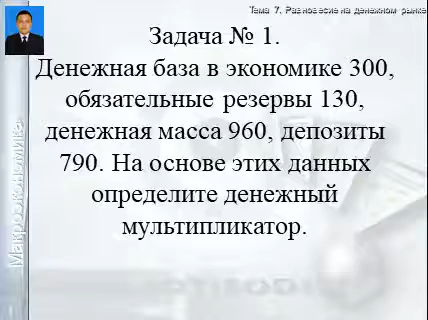 Тема 7. Равновесие на денежном рынке
Задача № 1.
Денежная база в экономике 300,
обязательные резервы 130,
денежная масса 960, депозиты
790. На основе этих данных
определите денежный
мультипликатор.
Макроэкономика